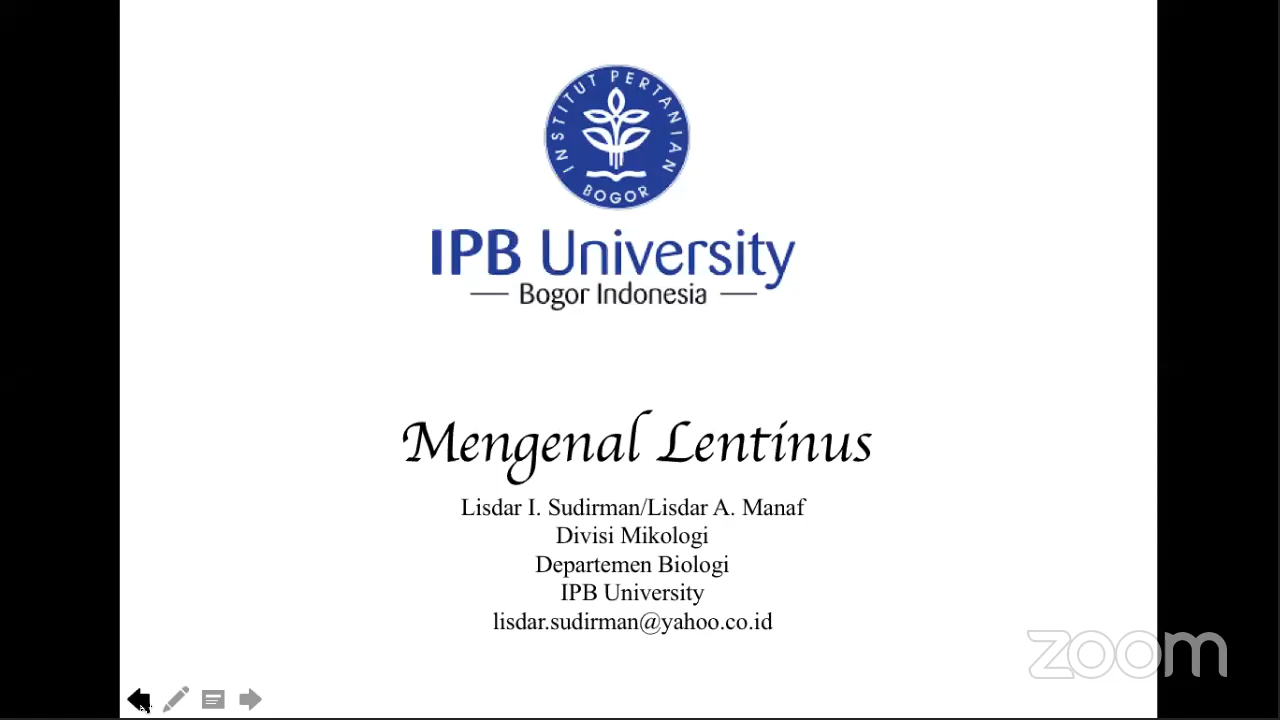 INSTITUT PERTANIAN
BOGOR
IPB University
Bogor Indonesia
Mengenal Lentinus
Lisdar I. Sudirman/Lisdar A. Manaf
Divisi Mikologi
Departemen Biologi
IPB University
lisdar.sudirman@yahoo.co.id
zoom